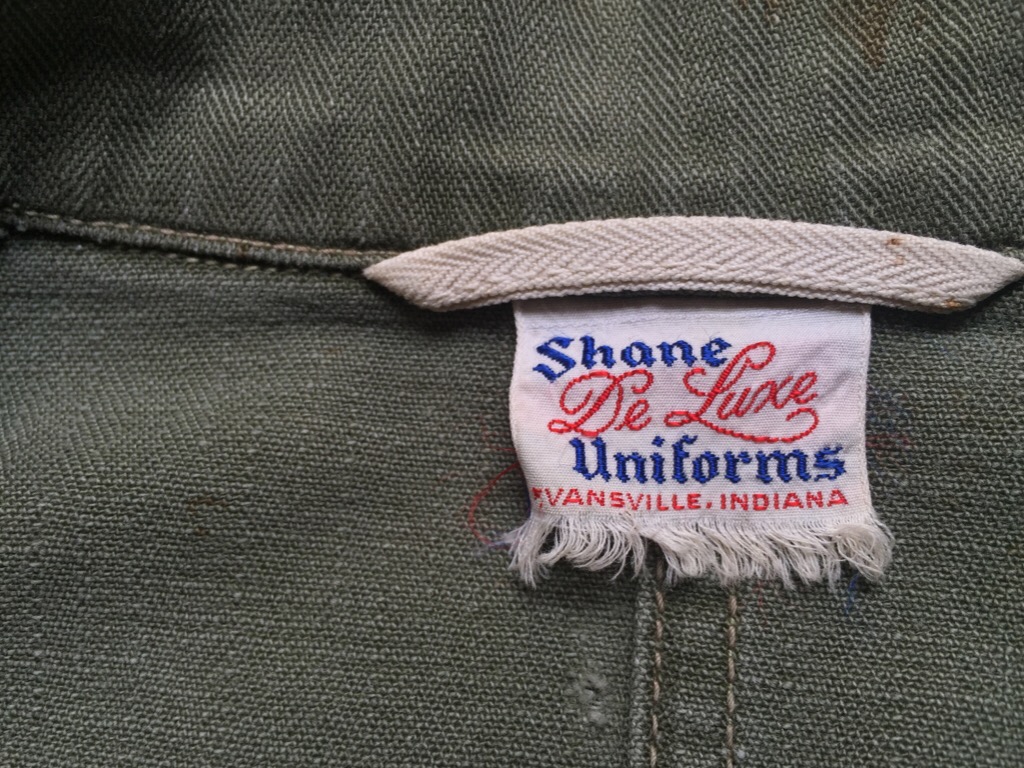 Shane
De Luxe
Uniforms
EVANSVILLE, INDIANA